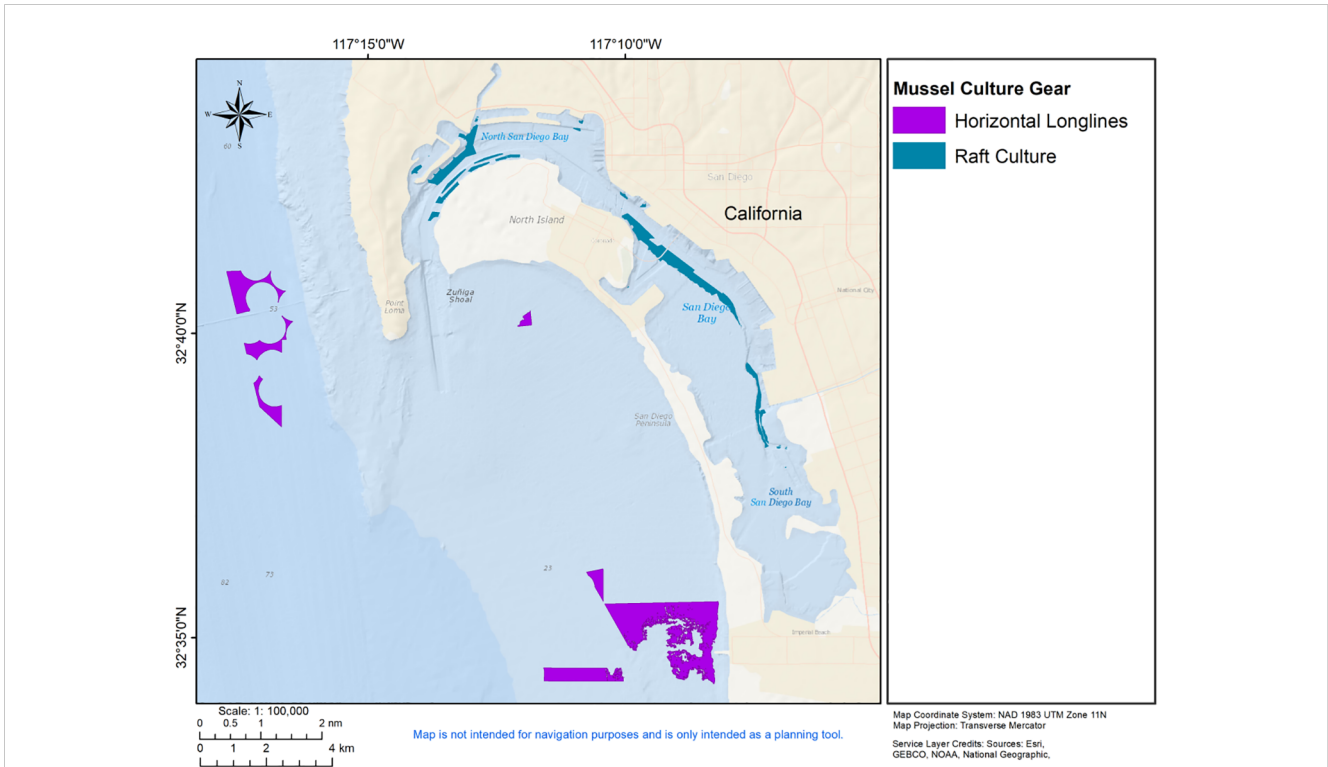 117°15'0"W
117°10'0"W
N
W
E
S
60
North San Diego Bay
San Diego
California
North Island
Zuñiga
Shoal
Point
Loma
National City
San Diego
Bay
53
32°40'0"N
San Diego
Peninsula
South
San Diego Bay
82
73
23
Imperial Beach
32°35'0"N
Mussel Culture Gear
Horizontal Longlines
Raft Culture
Scale: 1: 100,000
0 0.5 1 2 nm
0 1 2 4 km
Map is not intended for navigation purposes and is only intended as a planning tool.
Map Coordinate System: NAD 1983 UTM Zone 11N
Map Projection: Transverse Mercator
Service Layer Credits: Sources: Esri,
GEBCO, NOAA, National Geographic,